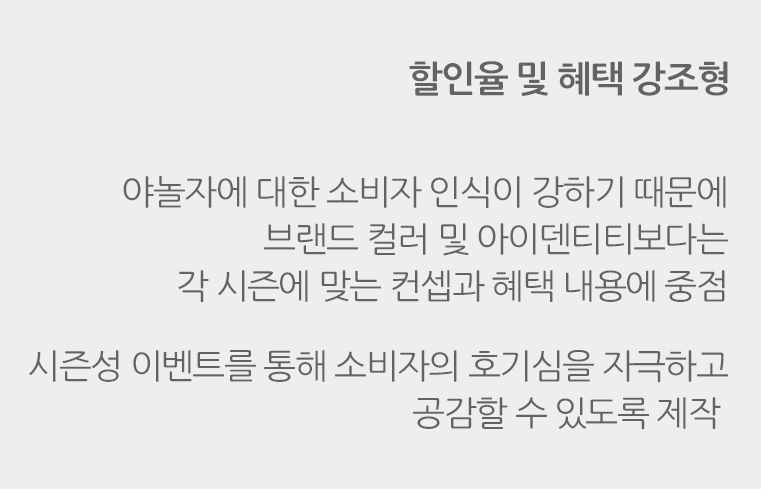 할인율 및 혜택 강조형
야놀자에 대한 소비자 인식이 강하기 때문에
브랜드 컬러 및 아이덴티티보다는
각 시즌에 맞는 컨셉과 혜택 내용에 중점
시즌성 이벤트를 통해 소비자의 호기심을 자극하고
공감할 수 있도록 제작